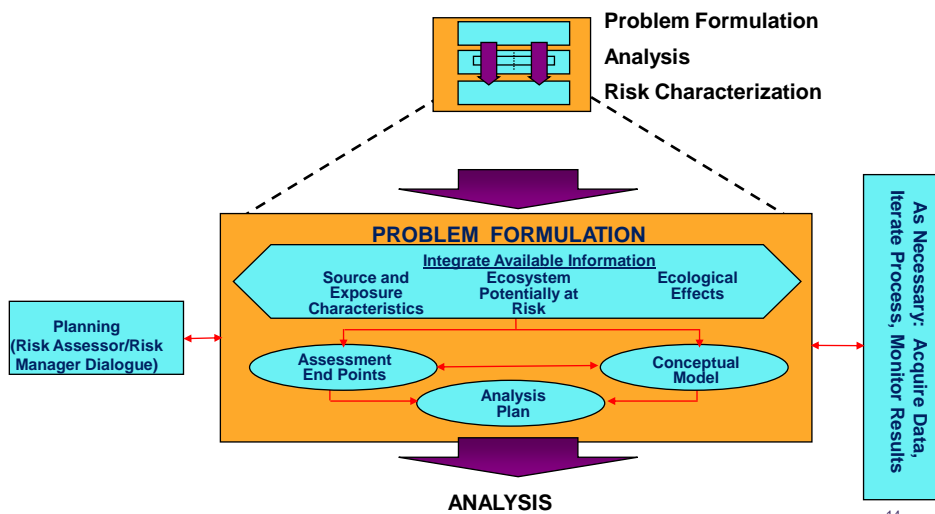 Problem Formulation
Analysis
Risk Characterization
PROBLEM FORMULATION
Integrate Available Information
Source and
Exposure
Characteristics
Ecosystem
Potentially at
Risk
Ecological
Effects
Planning
(Risk Assessor/Risk
Manager Dialogue)
Assessment
End Points
Conceptual
Model
Analysis
Plan
As Necessary: Acquire Data,
Iterate Process, Monitor Results
ANALYSIS